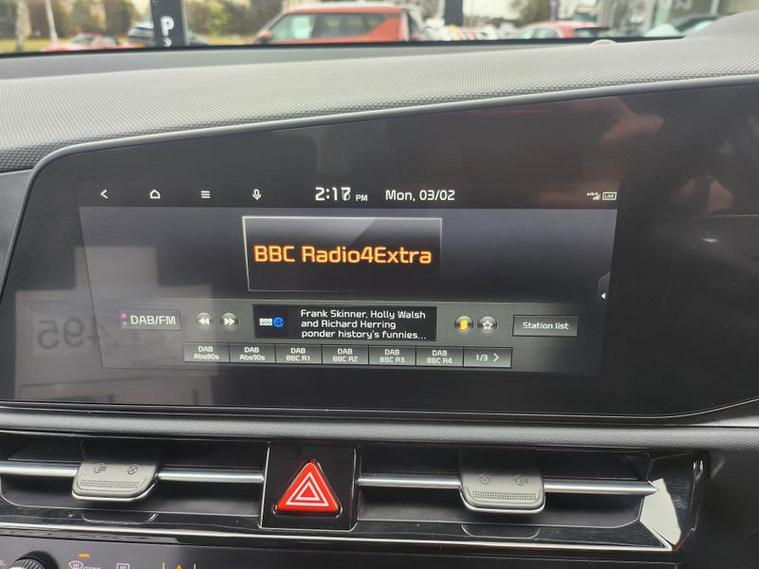 P
2:17 PM Mon, 03/02
BBC Radio4Extra
DAB/FM
Frank Skinner, Holly Walsh
and Richard Herring
ponder history's funnies...
Station list
DAB
Abs80s
DAB
Abs90s
DAB
BBC R1
DAB
BBC R2
DAB
BBC R3
DAB
BBC R4
1/3